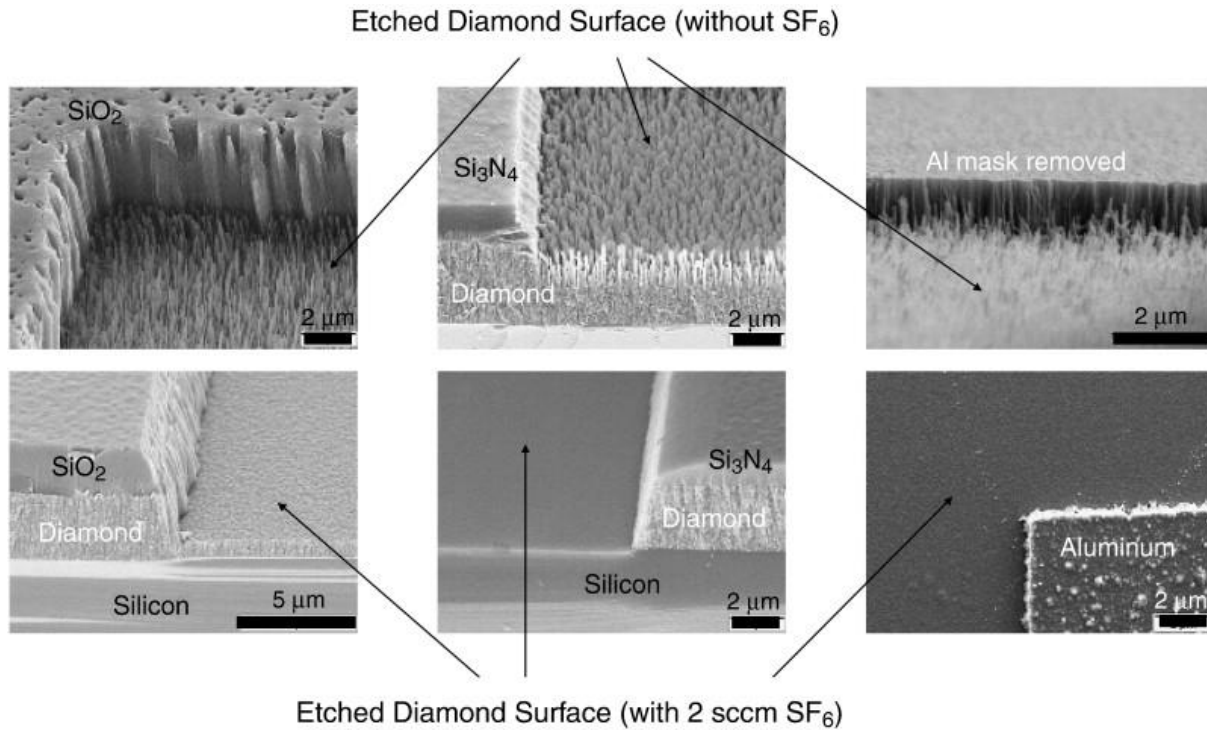 Etched Diamond Surface (without SF₆)
SiO₂
2 μm
Si₃N₄
Diamond
2 μm
Al mask removed
2 μm
SiO₂
Diamond
Silicon
5 μm
Si₃N₄
Diamond
Silicon
2 μm
Aluminum
2 μm
Etched Diamond Surface (with 2 sccm SF₆)